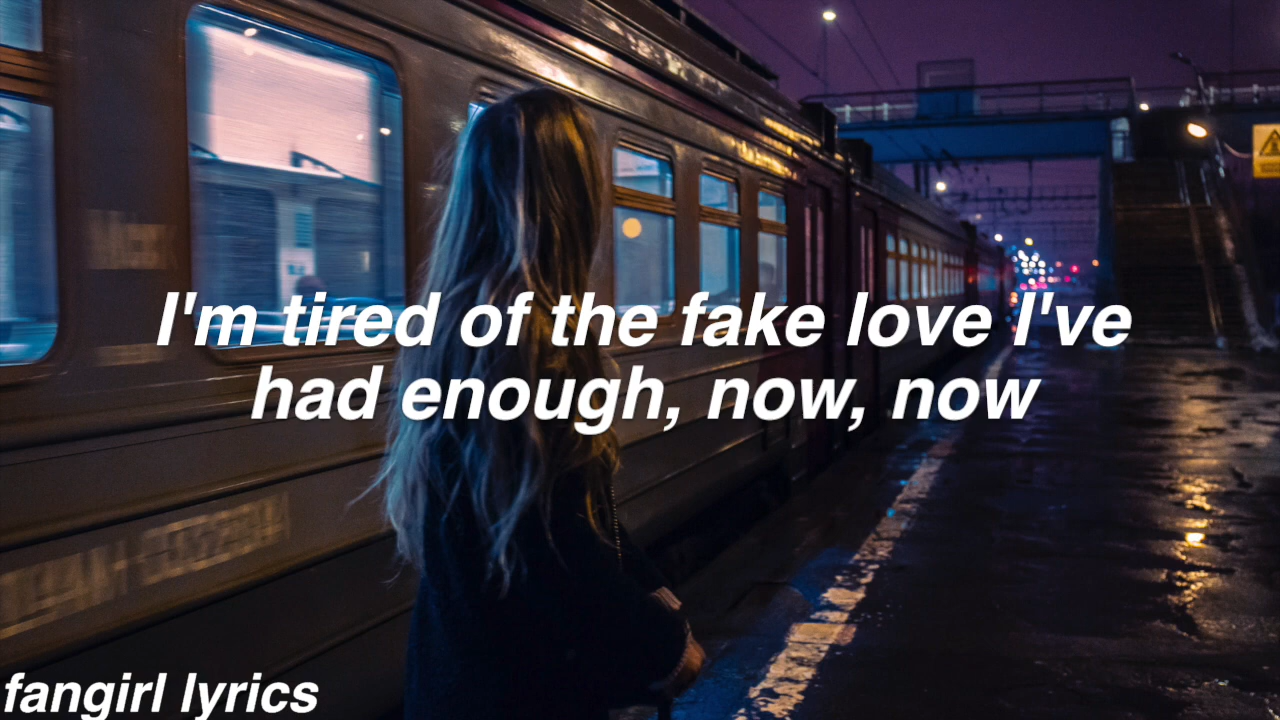 I'm tired of the fake love I've
had enough, now, now
fangirl lyrics